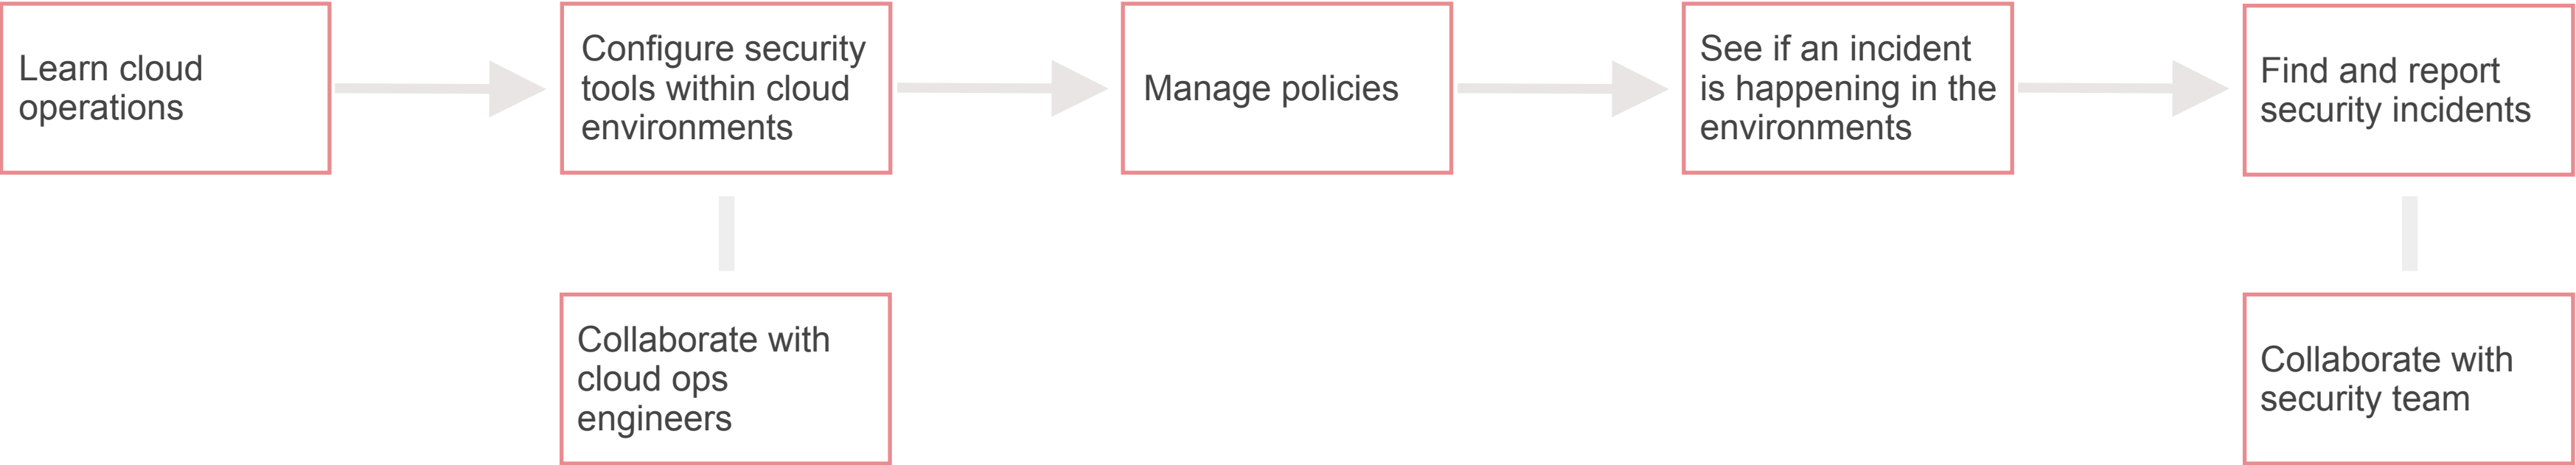 Learn cloud
operations
Configure security
tools within cloud
environments
Manage policies
See if an incident
is happening in the
environments
Find and report
security incidents
Collaborate with
cloud ops
engineers
Collaborate with
security team